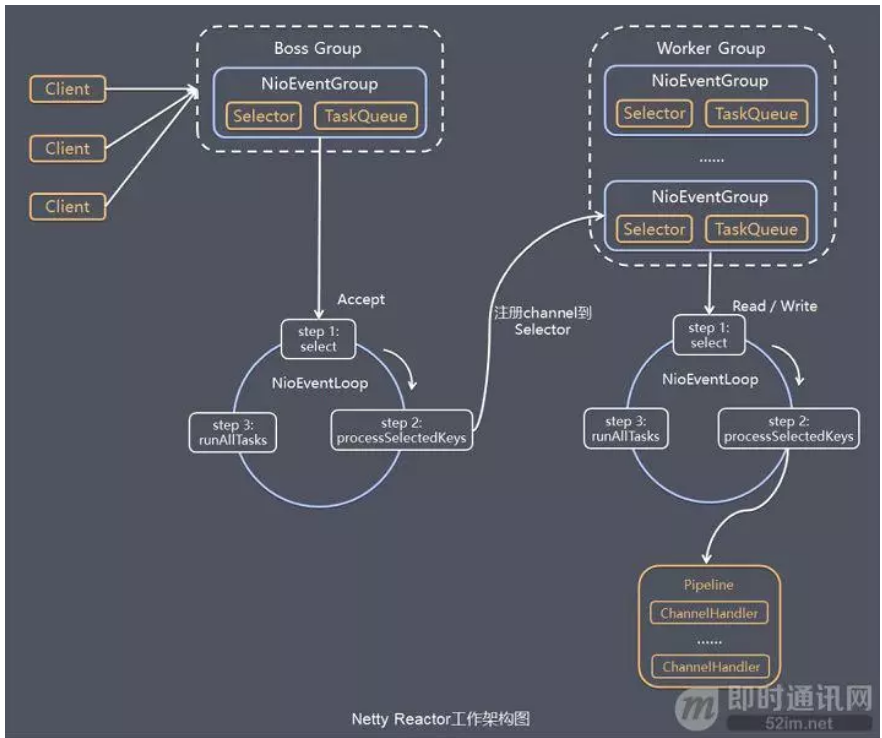 Boss Group
NioEventGroup
Selector
TaskQueue
Client
Client
Client
Worker Group
NioEventGroup
Selector
TaskQueue
......
NioEventGroup
Selector
TaskQueue
Accept
step 1:
select
NioEventLoop
step 2:
processSelectedKeys
step 3:
runAllTasks
注册channel到
Selector
Read / Write
step 1:
select
NioEventLoop
step 2:
processSelectedKeys
step 3:
runAllTasks
Pipeline
ChannelHandler
......
ChannelHandler
Netty Reactor工作架构图
m 即时通讯网
52im.net